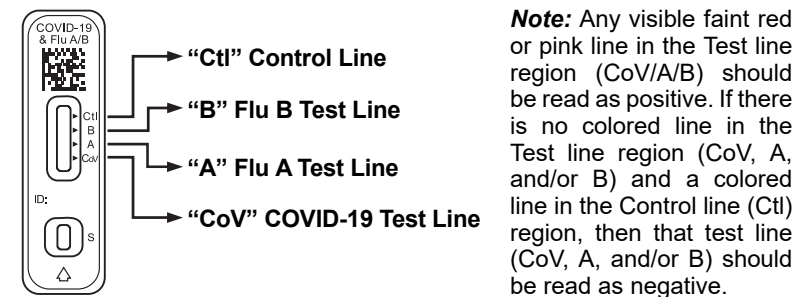 COVID-19
& Flu A/B
Ctl
B
A
CoV
ID:
S
“Ctl” Control Line
“B” Flu B Test Line
“A” Flu A Test Line
“CoV” COVID-19 Test Line
Note: Any visible faint red
or pink line in the Test line
region (CoV/A/B) should
be read as positive. If there
is no colored line in the
Test line region (CoV, A,
and/or B) and a colored
line in the Control line (Ctl)
region, then that test line
(CoV, A, and/or B) should
be read as negative.